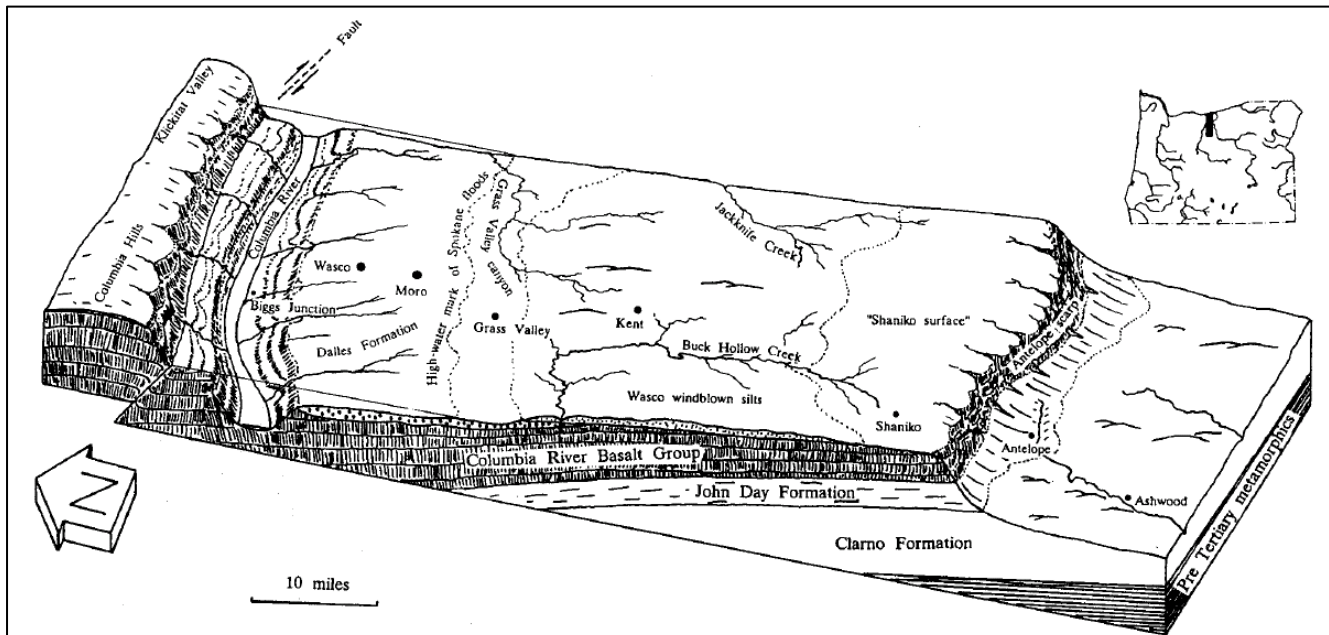 Fault
Klickitat Valley
Columbia Hills
Columbia River
Biggs Junction
Wasco
Moro
Dalles Formation
High-water mark of Spokane floods
Grass Valley canyon
Grass Valley
Kent
Jackknife Creek
Buck Hollow Creek
Wasco windblown silts
"Shaniko surface"
Shaniko
Antelope scarp
Antelope
Ashwood
Columbia River Basalt Group
John Day Formation
Clarno Formation
Pre Tertiary metamorphics
N
10 miles